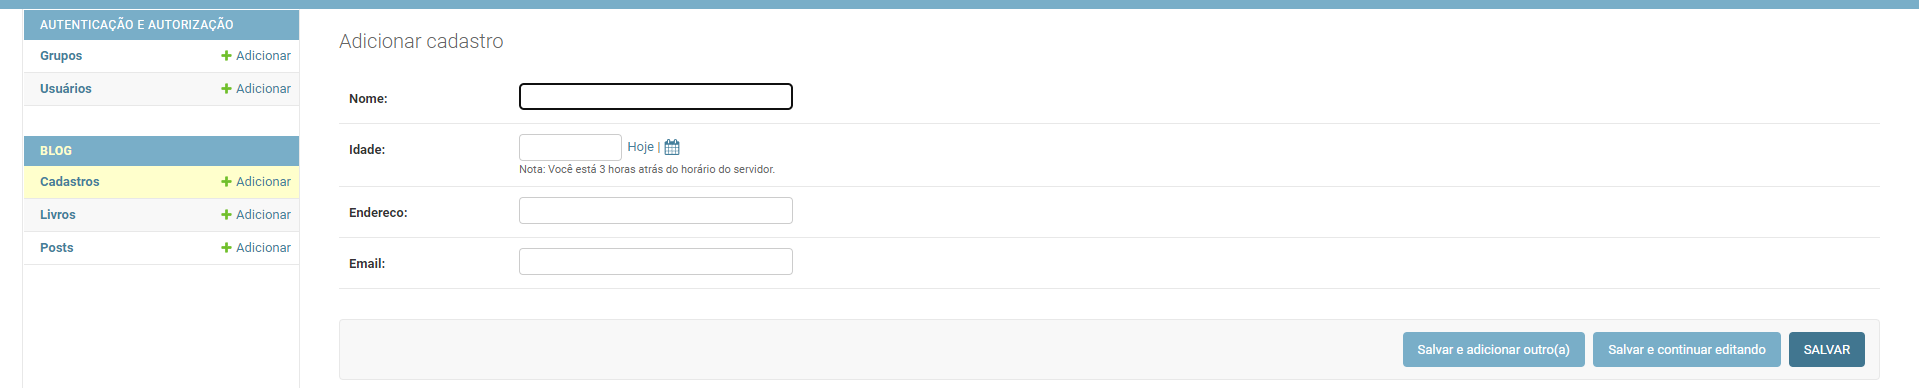 AUTENTICAÇÃO E AUTORIZAÇÃO
Grupos Adicionar
Usuários Adicionar
BLOG
Cadastros Adicionar
Livros Adicionar
Posts Adicionar
Adicionar cadastro
Nome:
Idade: Hoje |
Nota: Você está 3 horas atrás do horário do servidor.
Endereco:
Email:
Salvar e adicionar outro(a) Salvar e continuar editando SALVAR